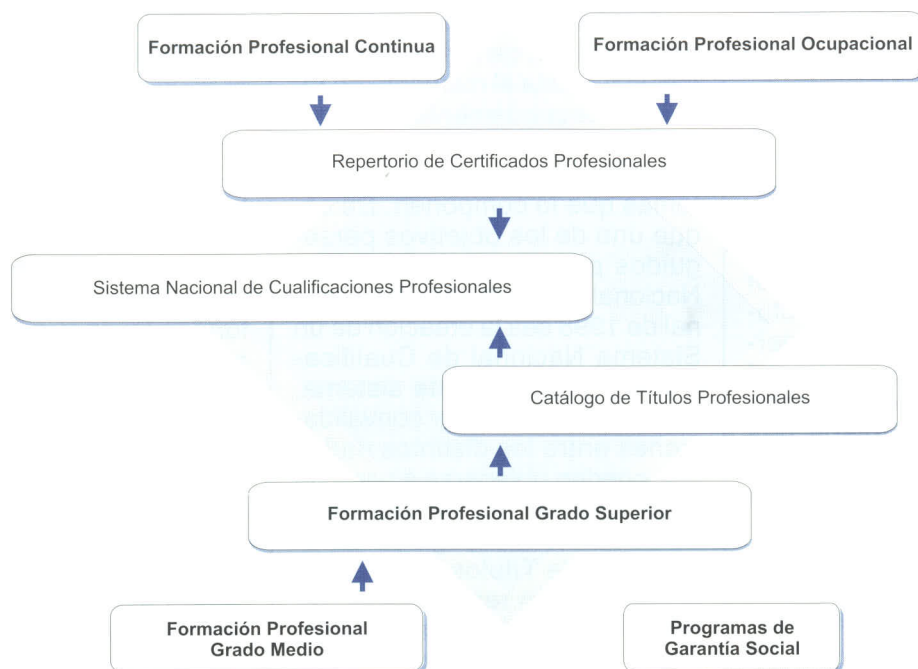 Formación Profesional Continua
Formación Profesional Ocupacional
Repertorio de Certificados Profesionales
Sistema Nacional de Cualificaciones Profesionales
Catálogo de Títulos Profesionales
Formación Profesional Grado Superior
Formación Profesional
Grado Medio
Programas de
Garantía Social